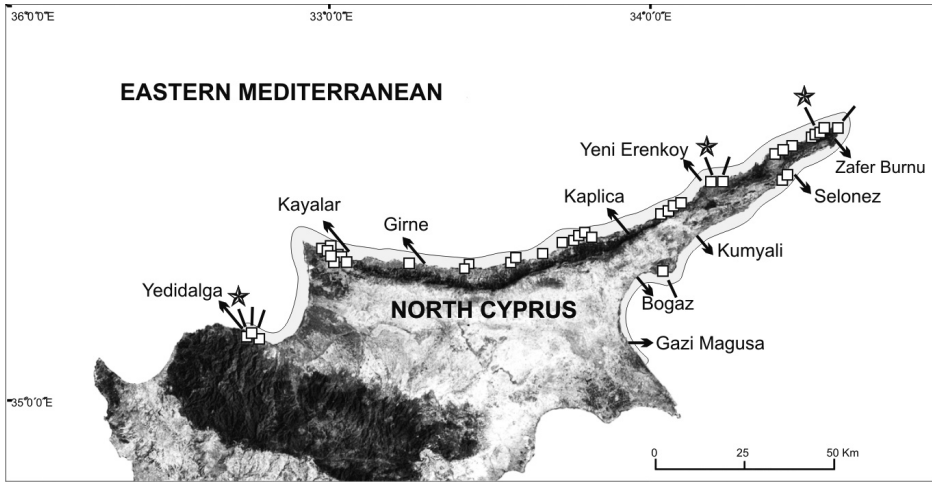 36°0'0"E
33°0'0"E
34°0'0"E
EASTERN MEDITERRANEAN
Yeni Erenkoy
Zafer Burnu
Kaplica
Selonez
Kayalar
Girne
Kumyali
Yedidalga
NORTH CYPRUS
Bogaz
Gazi Magusa
35°0'0"E
0 25 50 Km